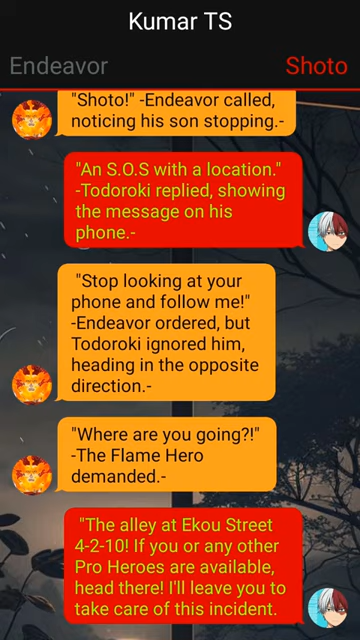 Kumar TS
Endeavor
Shoto
"Shoto!" -Endeavor called,
noticing his son stopping.-
"An S.O.S with a location."
-Todoroki replied, showing
the message on his
phone.-
"Stop looking at your
phone and follow me!"
-Endeavor ordered, but
Todoroki ignored him,
heading in the opposite
direction.-
"Where are you going?!"
-The Flame Hero
demanded.-
"The alley at Ekou Street
4-2-10! If you or any other
Pro Heroes are available,
head there! I'll leave you to
take care of this incident.